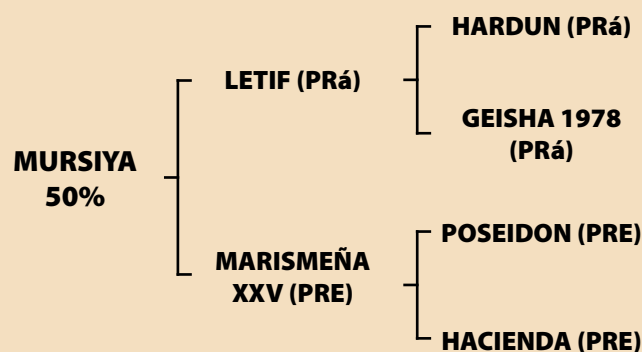 MURSIYA
50%
LETIF (PRá)
MARISMEÑA
XXV (PRE)
HARDUN (PRá)
GEISHA 1978
(PRá)
POSEIDON (PRE)
HACIENDA (PRE)